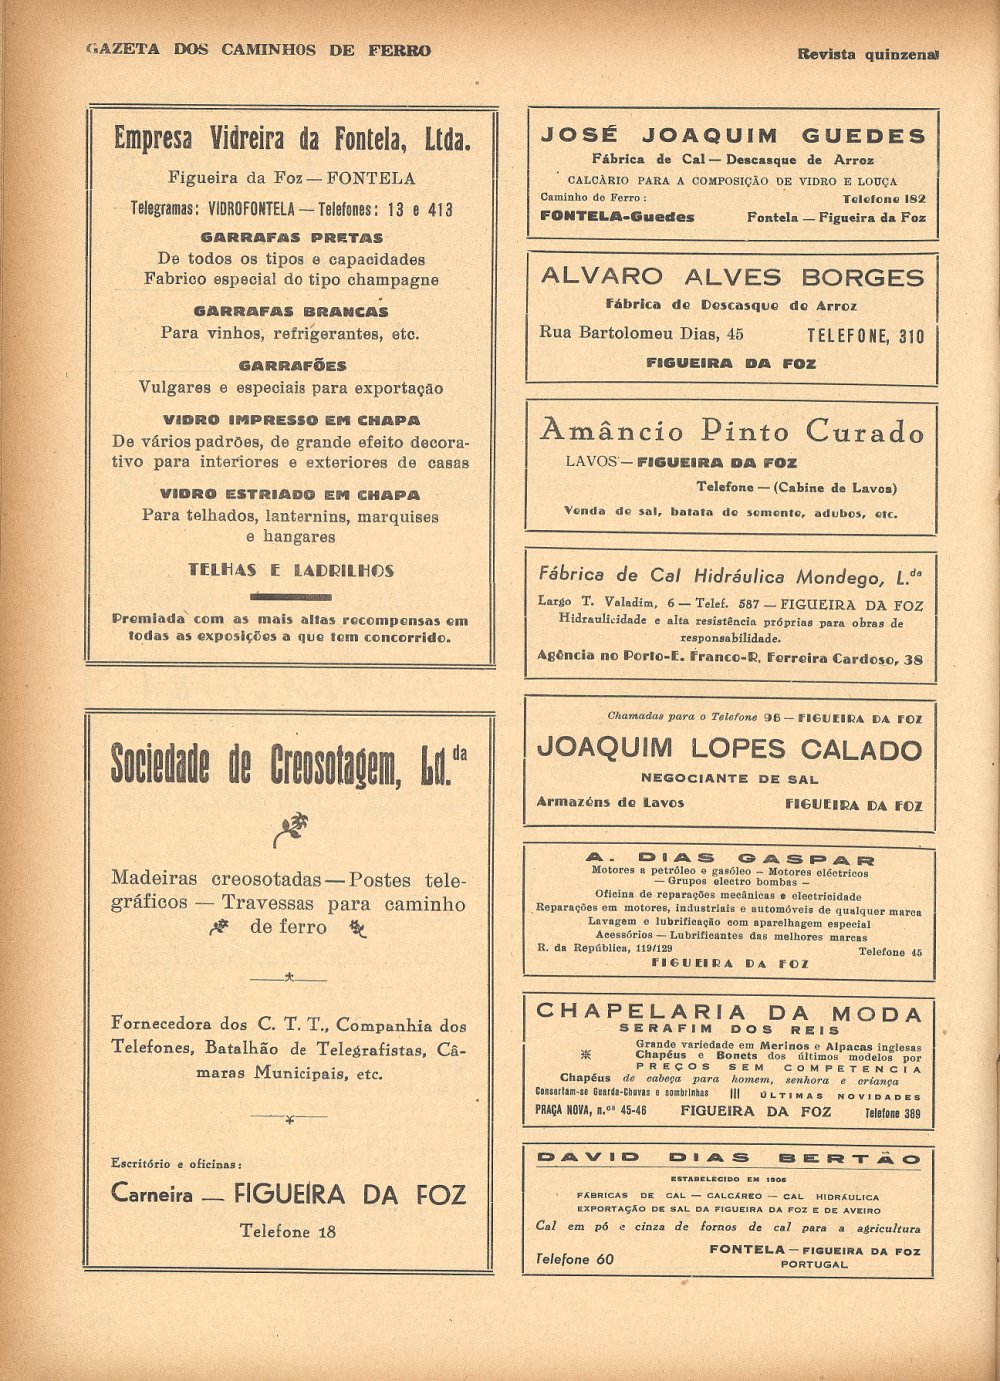 GAZETA DOS CAMINHOS DE FERRO
Revista quinzenal
Empresa Vidreira da Fontela, Ltda.
Figueira da Foz — FONTELA
Telegramas: VIDROFONTELA — Telefones: 13 e 413
GARRAFAS PRETAS
De todos os tipos e capacidades
Fabrico especial do tipo champagne
GARRAFAS BRANCAS
Para vinhos, refrigerantes, etc.
GARRAFÕES
Vulgares e especiais para exportação
VIDRO IMPRESSO EM CHAPA
De vários padrões, de grande efeito decora-
tivo para interiores e exteriores de casas
VIDRO ESTRIADO EM CHAPA
Para telhados, lanternins, marquises
e hangares
TELHAS E LADRILHOS
Premiada com as mais altas recompensas em
todas as exposições a que tem concorrido.
Sociedade de Creosotagem, Ld.da
Madeiras creosotadas — Postes tele-
gráficos — Travessas para caminho
de ferro
Fornecedora dos C. T. T., Companhia dos
Telefones, Batalhão de Telegrafistas, Câ-
maras Municipais, etc.
Escritório e oficinas:
Carneira — FIGUEIRA DA FOZ
Telefone 18
JOSÉ JOAQUIM GUEDES
Fábrica de Cal — Descasque de Arroz
CALCÀRIO PARA A COMPOSIÇÃO DE VIDRO E LOUÇA
Caminho de Ferro: Telefone 182
FONTELA-Guedes Fontela — Figueira da Foz
ALVARO ALVES BORGES
Fábrica de Descasque de Arroz
Rua Bartolomeu Dias, 45 TELEFONE, 310
FIGUEIRA DA FOZ
Amâncio Pinto Curado
LAVOS — FIGUEIRA DA FOZ
Telefone — (Cabine de Lavos)
Venda de sal, batata de semente, adubos, etc.
Fábrica de Cal Hidráulica Mondego, L.da
Largo T. Valadim, 6 — Telef. 587 — FIGUEIRA DA FOZ
Hidraulicidade e alta resistência próprias para obras de
responsabilidade.
Agência no Porto-E. Franco-R. Ferreira Cardoso, 38
Chamadas para o Telefone 96 — FIGUEIRA DA FOZ
JOAQUIM LOPES CALADO
NEGOCIANTE DE SAL
Armazéns de Lavos FIGUEIRA DA FOZ
A. DIAS GASPAR
Motores a petróleo e gasóleo — Motores eléctricos
— Grupos electro bombas —
Oficina de reparações mecânicas e electricidade
Reparações em motores, industriais e automóveis de qualquer marca
Lavagem e lubrificação com aparelhagem especial
Acessórios — Lubrificantes das melhores marcas
R. da República, 119/129 Telefone 45
FIGUEIRA DA FOZ
CHAPELARIA DA MODA
SERAFIM DOS REIS
Grande variedade em Merinos e Alpacas inglesas
Chapéus e Bonets dos últimos modelos por
PREÇOS SEM COMPETENCIA
Chapéus de cabeça para homem, senhora e criança
Consertam-se Guarda-Chuvas e sombrinhas ||| ÚLTIMAS NOVIDADES
PRAÇA NOVA, n.os 45-46 FIGUEIRA DA FOZ Telefone 389
DAVID DIAS BERTÃO
ESTABELECIDO EM 1906
FÁBRICAS DE CAL — CALCÁREO — CAL HIDRÁULICA
EXPORTAÇÃO DE SAL DA FIGUEIRA DA FOZ E DE AVEIRO
Cal em pó e cinza de fornos de cal para a agricultura
Telefone 60 FONTELA — FIGUEIRA DA FOZ
PORTUGAL